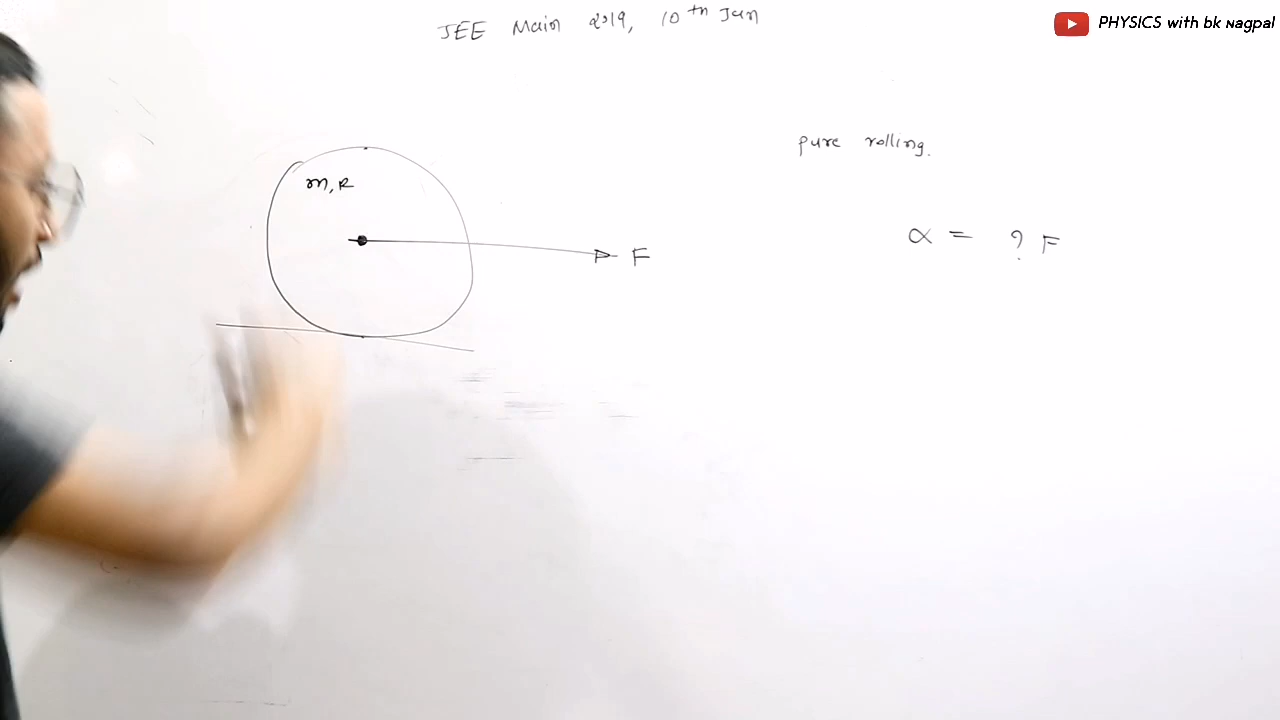 JEE Main 2019, 10th Jan
PHYSICS with bk Nagpal
pure rolling.
m, R
α = ? F
F